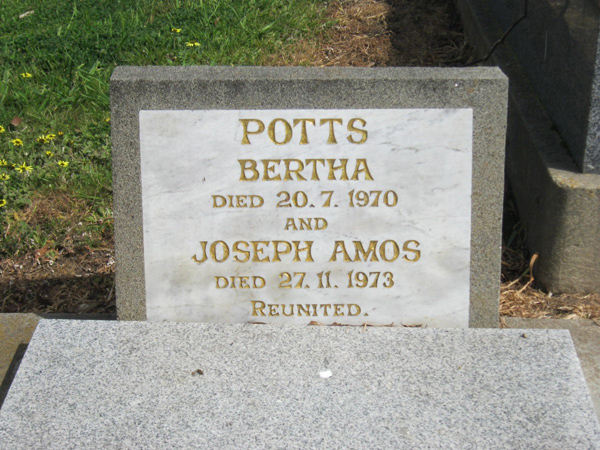 POTTS
BERTHA
DIED 20. 7. 1970
AND
JOSEPH AMOS
DIED 27. 11. 1973
REUNITED.